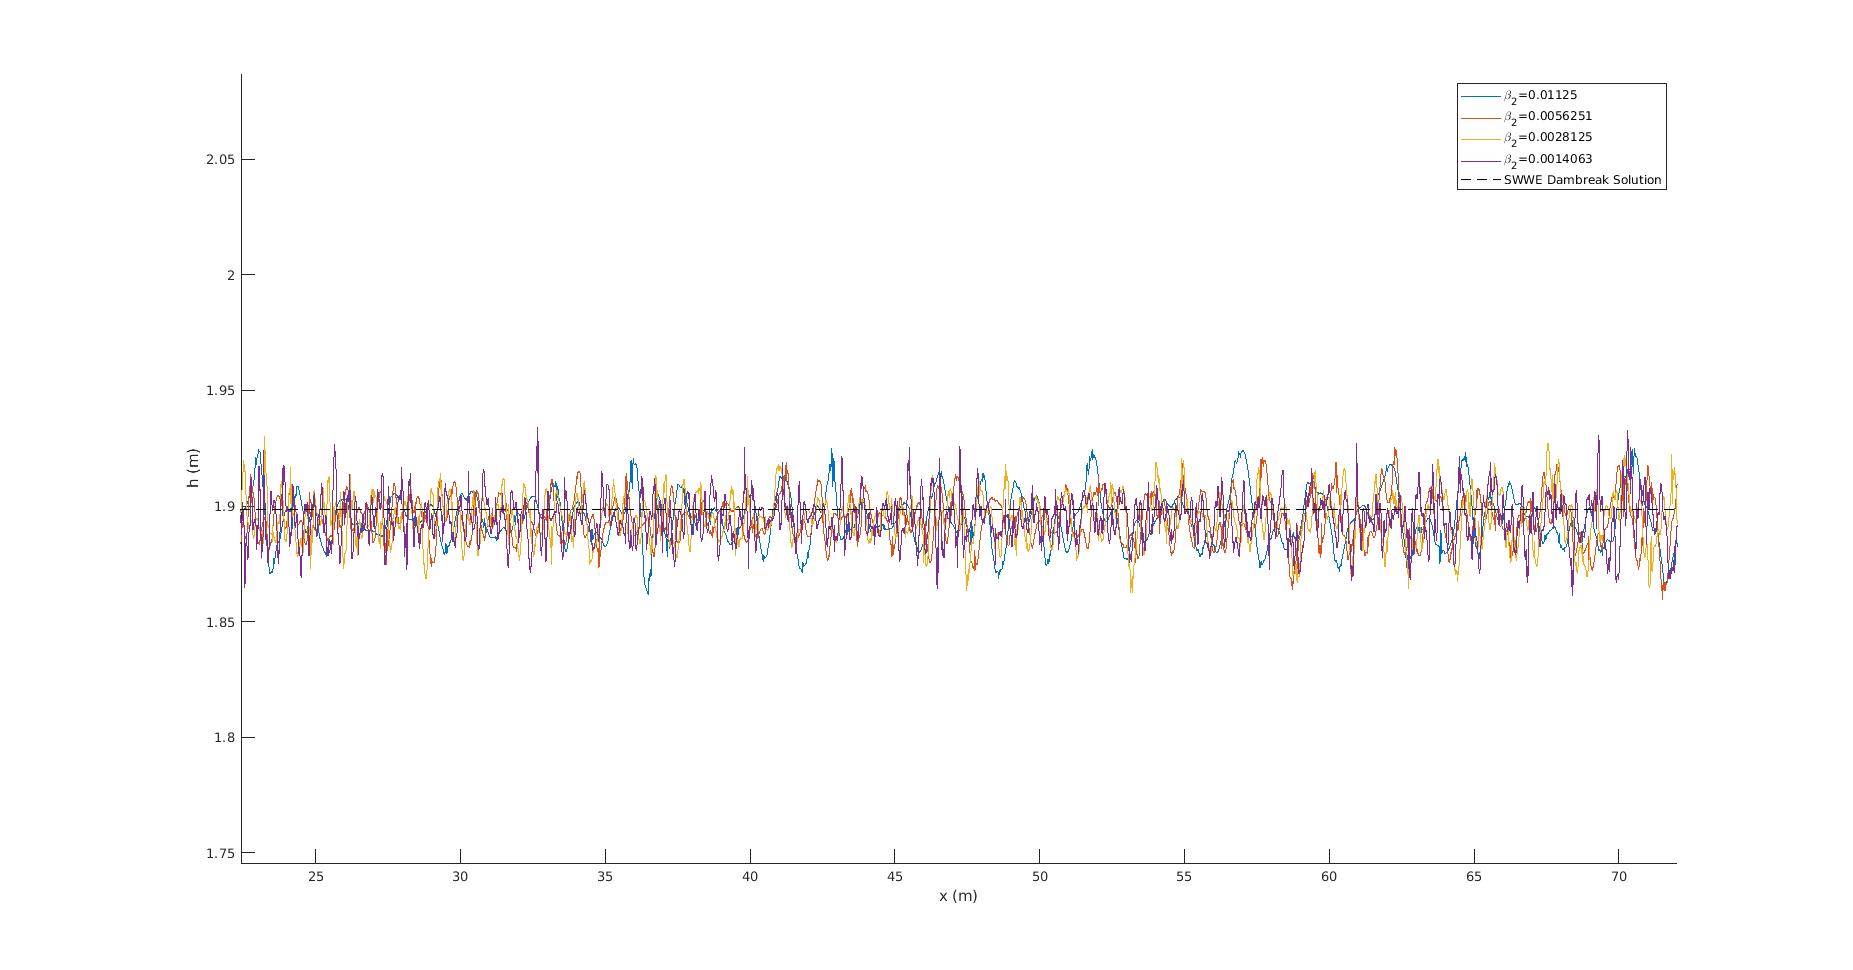 β2=0.01125
β2=0.0056251
β2=0.0028125
β2=0.0014063
SWWE Dambreak Solution
2.05
2
1.95
1.9
1.85
1.8
1.75
h (m)
25 30 35 40 45 50 55 60 65 70
x (m)